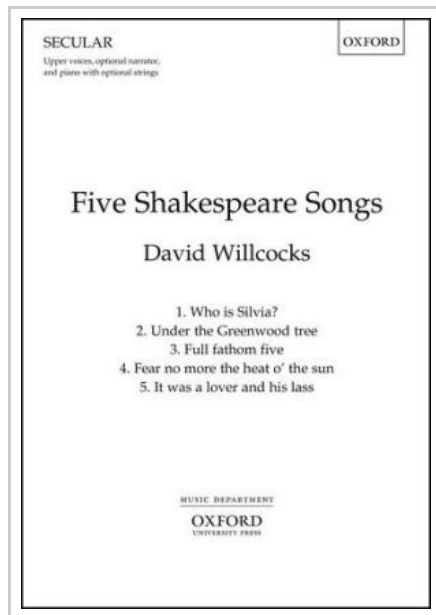 SECULAR
OXFORD
Upper voices, optional narrator,
and piano with optional strings
Five Shakespeare Songs
David Willcocks
1. Who is Silvia?
2. Under the Greenwood tree
3. Full fathom five
4. Fear no more the heat o' the sun
5. It was a lover and his lass
MUSIC DEPARTMENT
OXFORD
UNIVERSITY PRESS